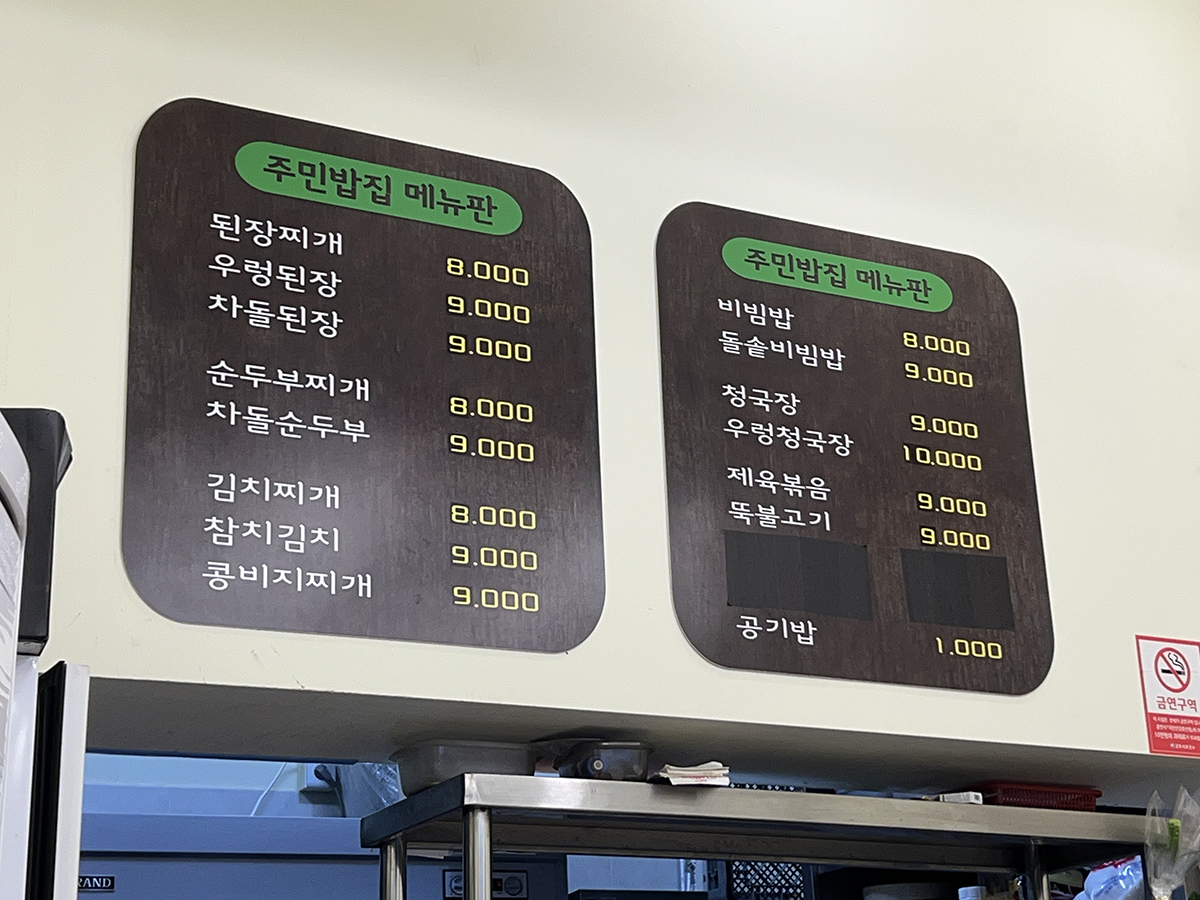 주민밥집 메뉴판
된장찌개 8.000
우렁된장 9.000
차돌된장 9.000
순두부찌개 8.000
차돌순두부 9.000
김치찌개 8.000
참치김치 9.000
콩비지찌개 9.000
주민밥집 메뉴판
비빔밥 8.000
돌솥비빔밥 9.000
청국장 9.000
우렁청국장 10.000
제육볶음 9.000
뚝불고기 9.000
공기밥 1.000
금연구역
RAND